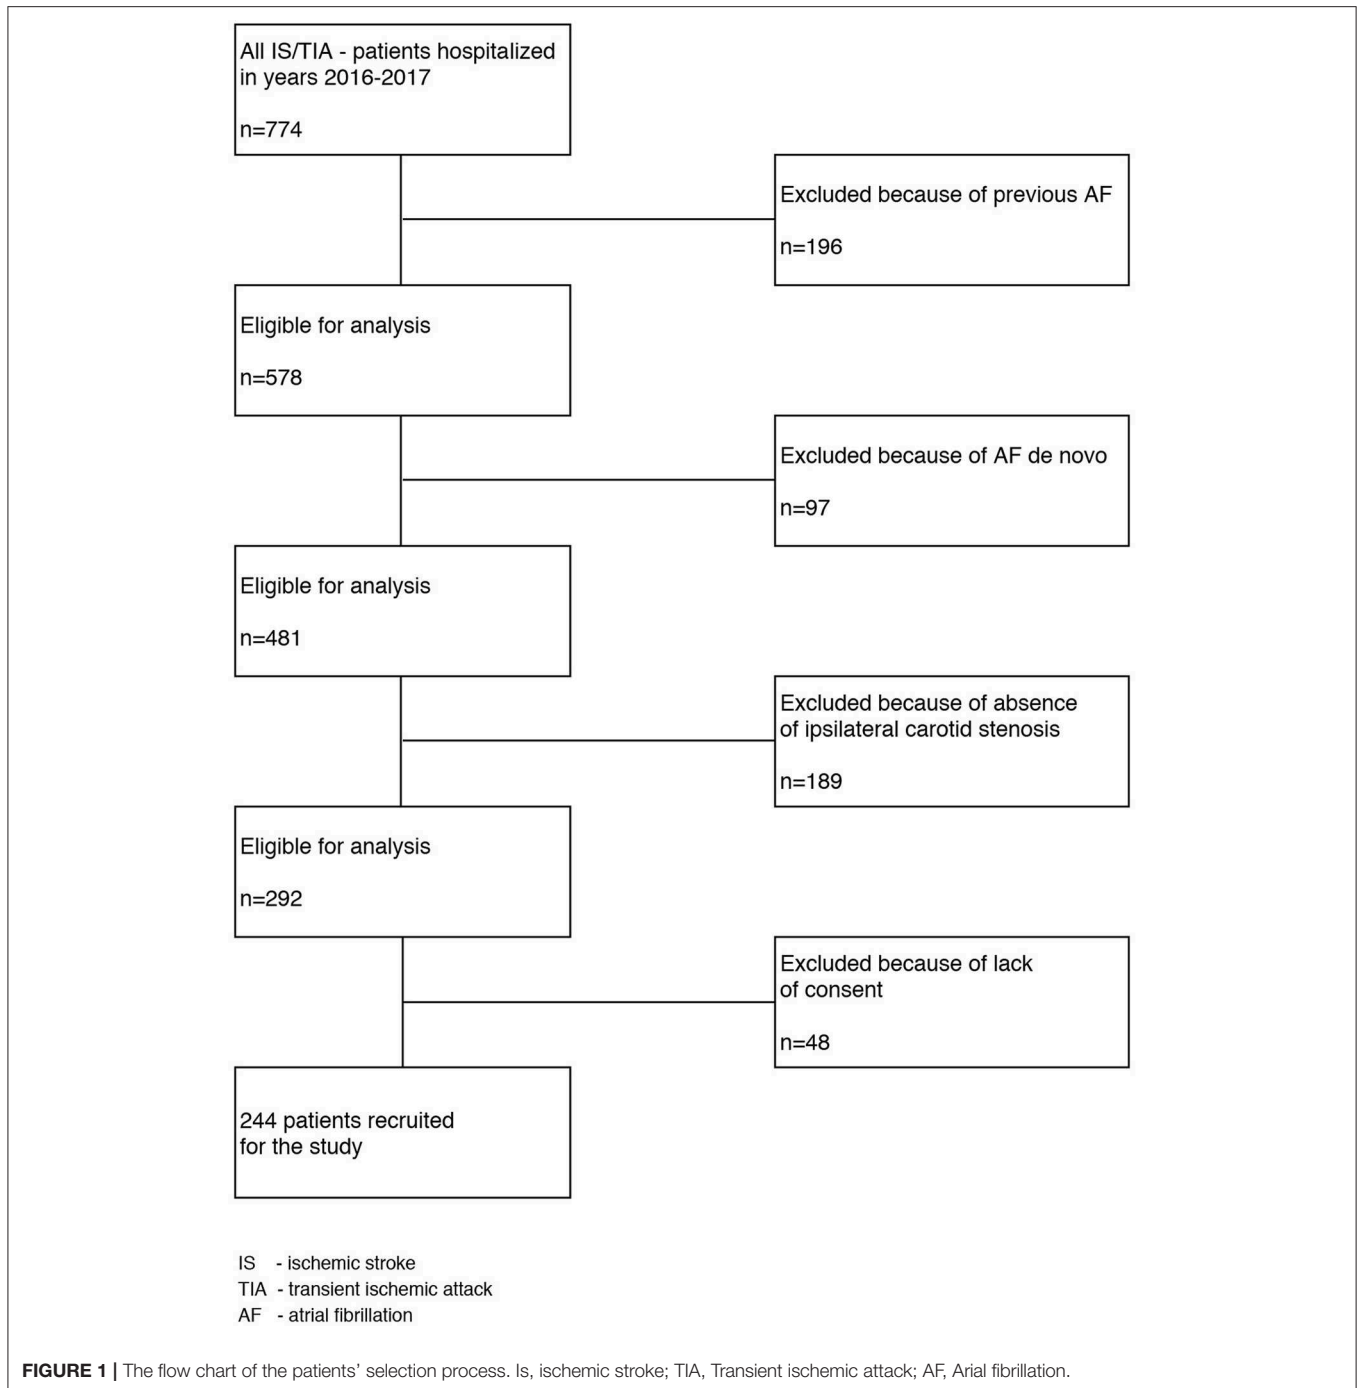 All IS/TIA - patients hospitalized
in years 2016-2017
n=774
Excluded because of previous AF
n=196
Eligible for analysis
n=578
Excluded because of AF de novo
n=97
Eligible for analysis
n=481
Excluded because of absence
of ipsilateral carotid stenosis
n=189
Eligible for analysis
n=292
Excluded because of lack
of consent
n=48
244 patients recruited
for the study
IS - ischemic stroke
TIA - transient ischemic attack
AF - atrial fibrillation
FIGURE 1 | The flow chart of the patients' selection process. Is, ischemic stroke; TIA, Transient ischemic attack; AF, Arial fibrillation.